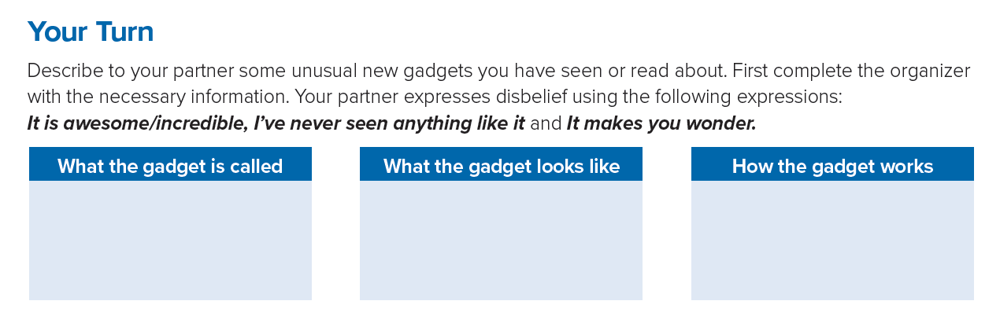 Your Turn
Describe to your partner some unusual new gadgets you have seen or read about. First complete the organizer
with the necessary information. Your partner expresses disbelief using the following expressions:
It is awesome/incredible, I’ve never seen anything like it and It makes you wonder.
What the gadget is called
What the gadget looks like
How the gadget works